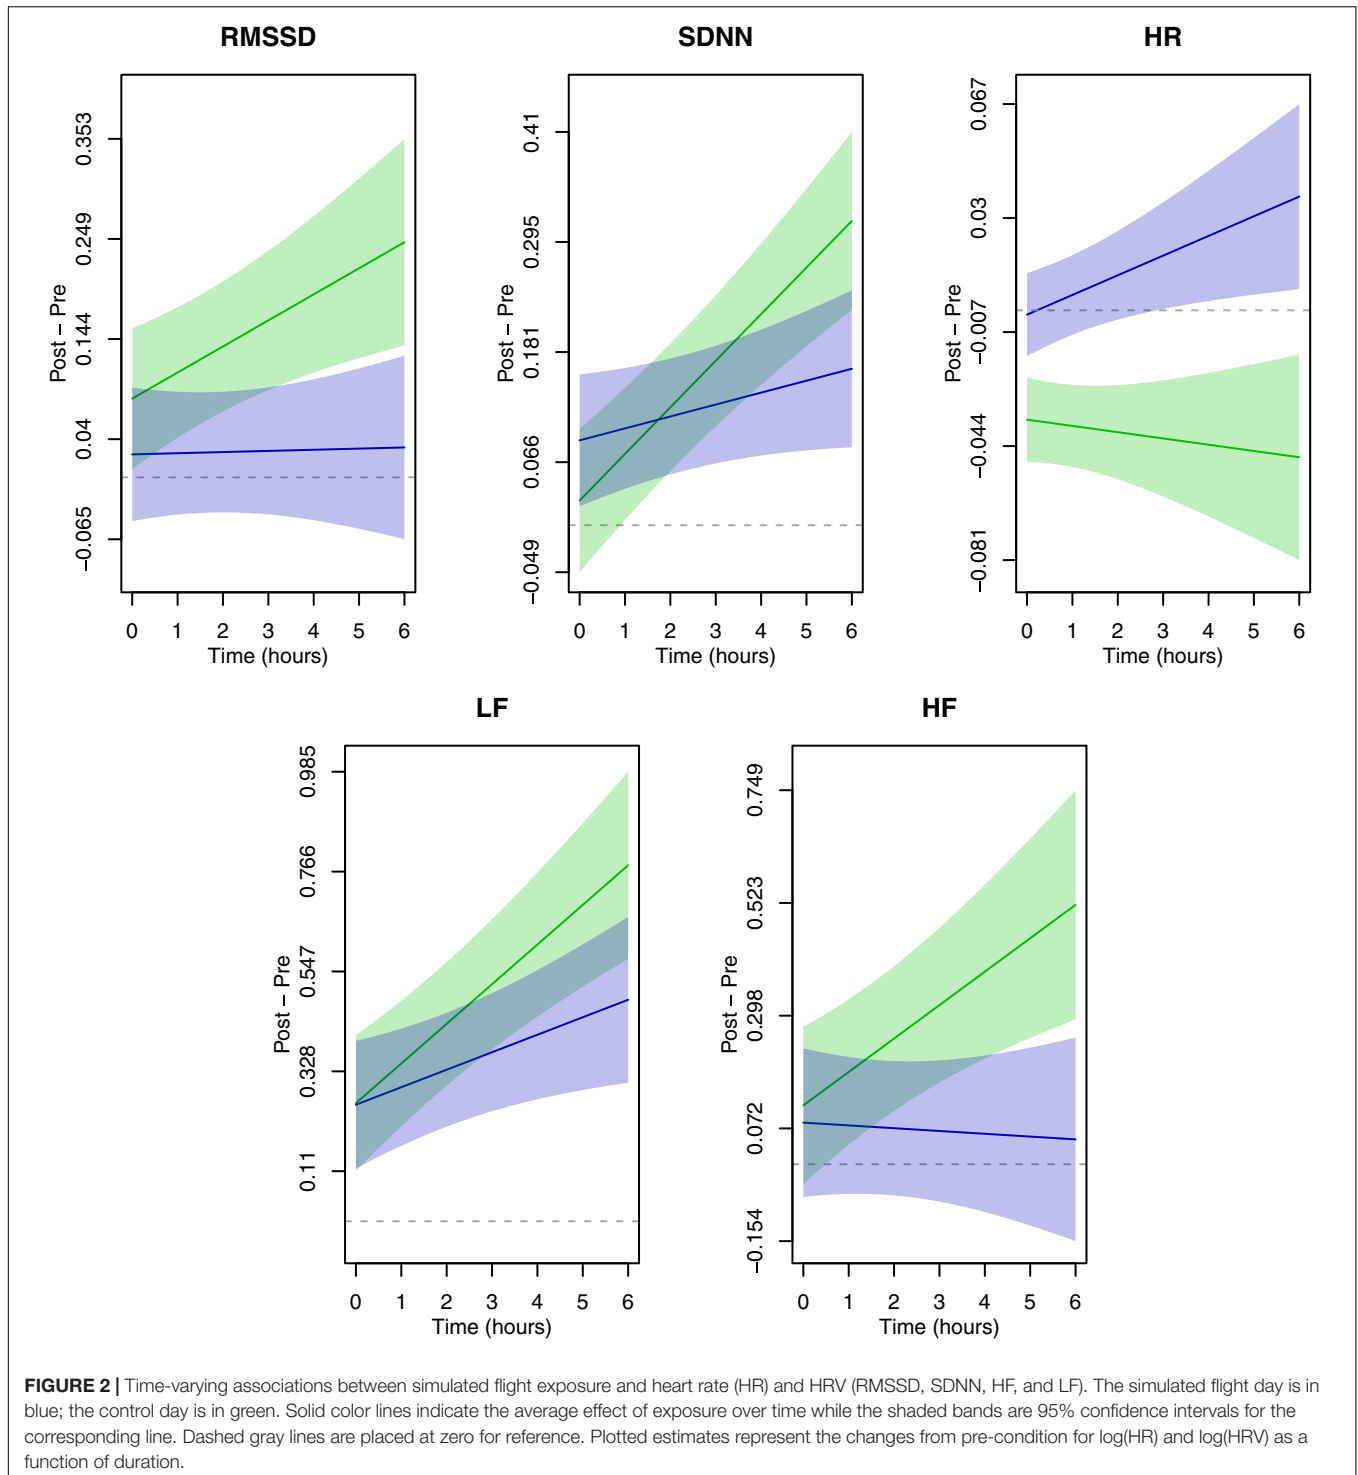 RMSSD
Post – Pre
0.353
0.249
0.144
0.04
−0.065
0 1 2 3 4 5 6
Time (hours)
SDNN
Post – Pre
0.41
0.295
0.181
0.066
−0.049
0 1 2 3 4 5 6
Time (hours)
HR
Post – Pre
0.067
0.03
−0.007
−0.044
−0.081
0 1 2 3 4 5 6
Time (hours)
LF
Post – Pre
0.985
0.766
0.547
0.328
0.11
0 1 2 3 4 5 6
Time (hours)
HF
Post – Pre
0.749
0.523
0.298
0.072
−0.154
0 1 2 3 4 5 6
Time (hours)
FIGURE 2 | Time-varying associations between simulated flight exposure and heart rate (HR) and HRV (RMSSD, SDNN, HF, and LF). The simulated flight day is in
blue; the control day is in green. Solid color lines indicate the average effect of exposure over time while the shaded bands are 95% confidence intervals for the
corresponding line. Dashed gray lines are placed at zero for reference. Plotted estimates represent the changes from pre-condition for log(HR) and log(HRV) as a
function of duration.